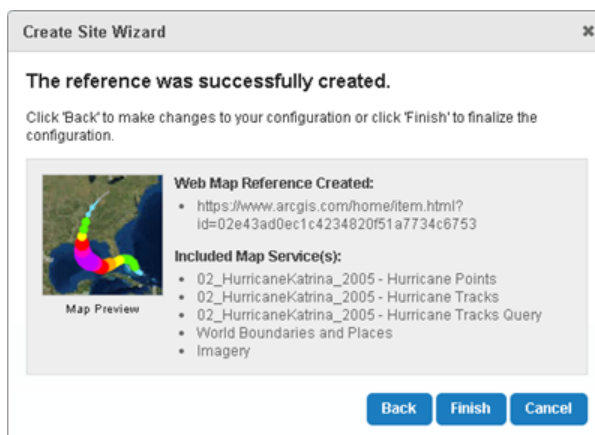 Create Site Wizard
The reference was successfully created.
Click 'Back' to make changes to your configuration or click 'Finish' to finalize the
configuration.
Map Preview
Web Map Reference Created:
https://www.arcgis.com/home/item.html?
id=02e43ad0ec1c4234820f51a7734c6753
Included Map Service(s):
02_HurricaneKatrina_2005 - Hurricane Points
02_HurricaneKatrina_2005 - Hurricane Tracks
02_HurricaneKatrina_2005 - Hurricane Tracks Query
World Boundaries and Places
Imagery
Back
Finish
Cancel